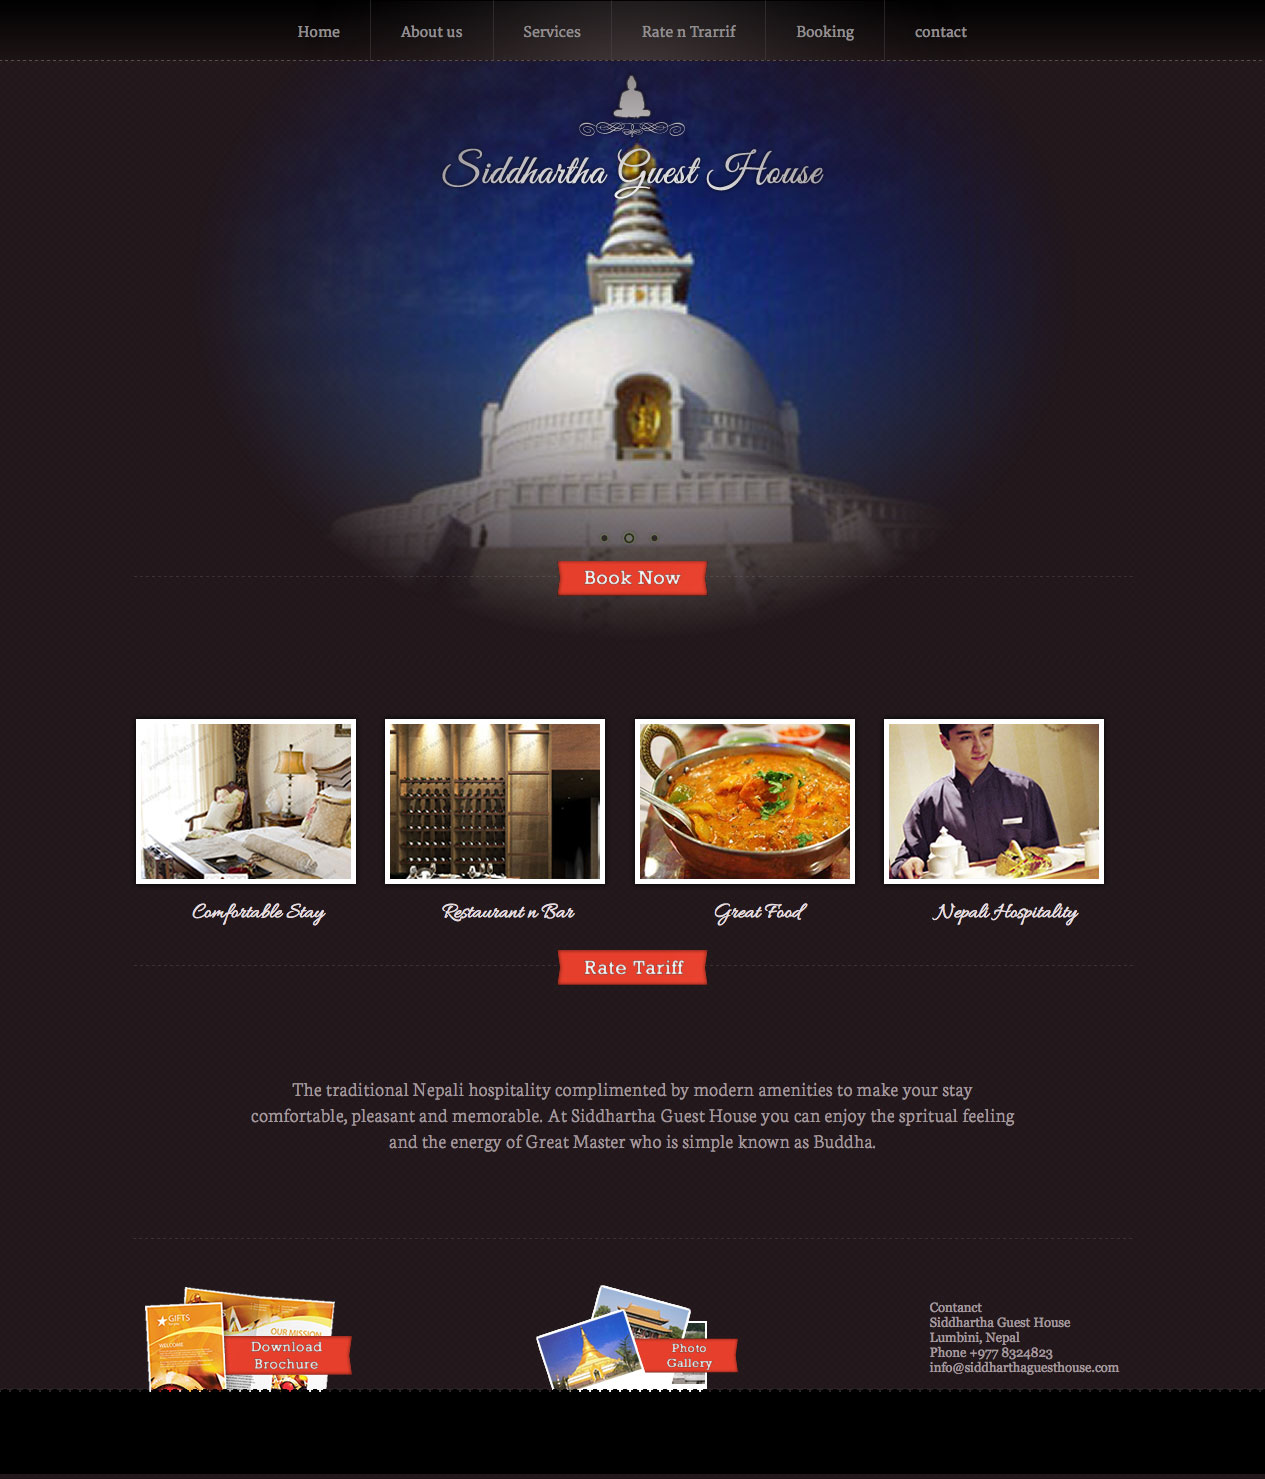 Home
About us
Services
Rate n Trarrif
Booking
contact
Siddhartha Guest House
Book Now
Comfortable Stay
Restaurant n Bar
Great Food
Nepali Hospitality
Rate Tariff
The traditional Nepali hospitality complimented by modern amenities to make your stay
comfortable, pleasant and memorable. At Siddhartha Guest House you can enjoy the spritual feeling
and the energy of Great Master who is simple known as Buddha.
GIFTS
WELCOME
OUR MISSION
Download
Brochure
Photo
Gallery
Contanct
Siddhartha Guest House
Lumbini, Nepal
Phone +977 8324823
info@siddharthaguesthouse.com